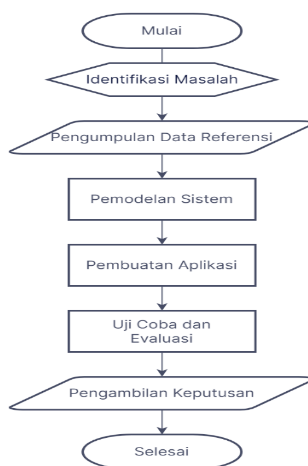 Mulai
Identifikasi Masalah
Pengumpulan Data Referensi
Pemodelan Sistem
Pembuatan Aplikasi
Uji Coba dan
Evaluasi
Pengambilan Keputusan
Selesai